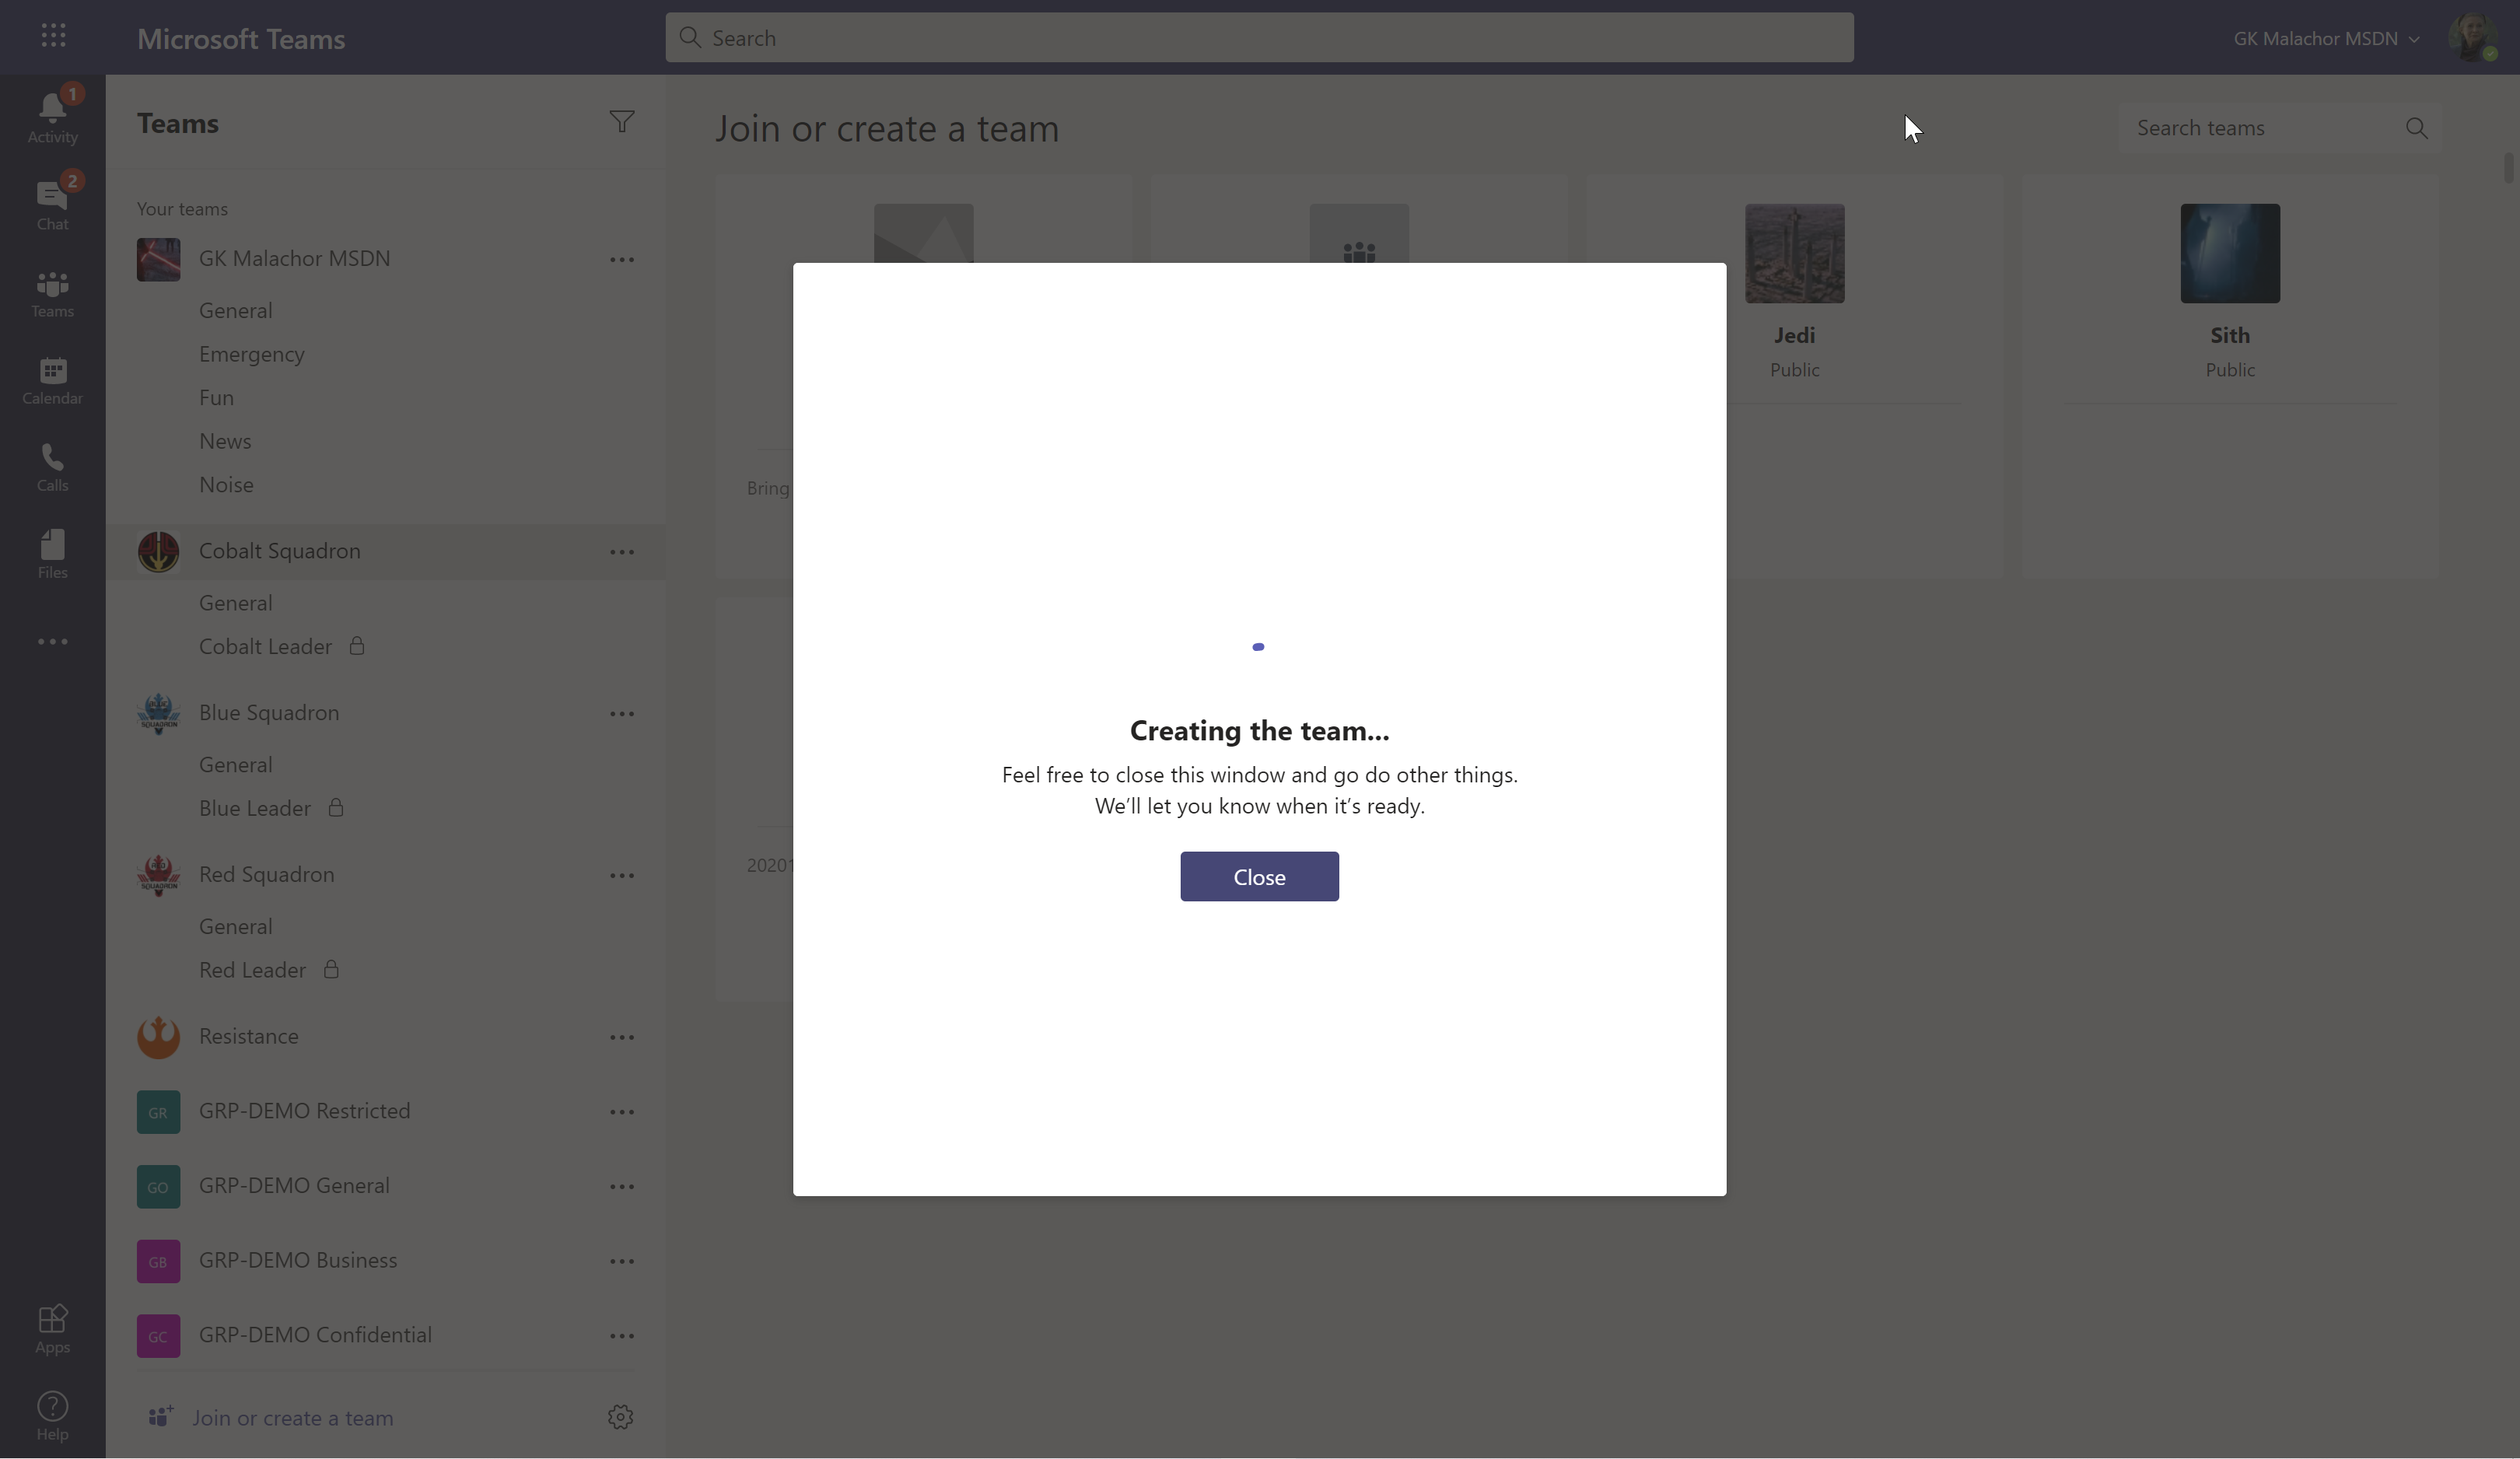 Microsoft Teams
Search
GK Malachor MSDN
1
Activity
2
Chat
Teams
Calendar
Calls
Files
Apps
Help
Teams
Your teams
GK Malachor MSDN
General
Emergency
Fun
News
Noise
Cobalt Squadron
General
Cobalt Leader
SQUADRON
Blue Squadron
General
Blue Leader
SQUADRON
Red Squadron
General
Red Leader
Resistance
GR
GRP-DEMO Restricted
GO
GRP-DEMO General
GB
GRP-DEMO Business
GC
GRP-DEMO Confidential
Join or create a team
Join or create a team
Search teams
Jedi
Public
Sith
Public
Bring
20201
Creating the team...
Feel free to close this window and go do other things.
We’ll let you know when it’s ready.
Close